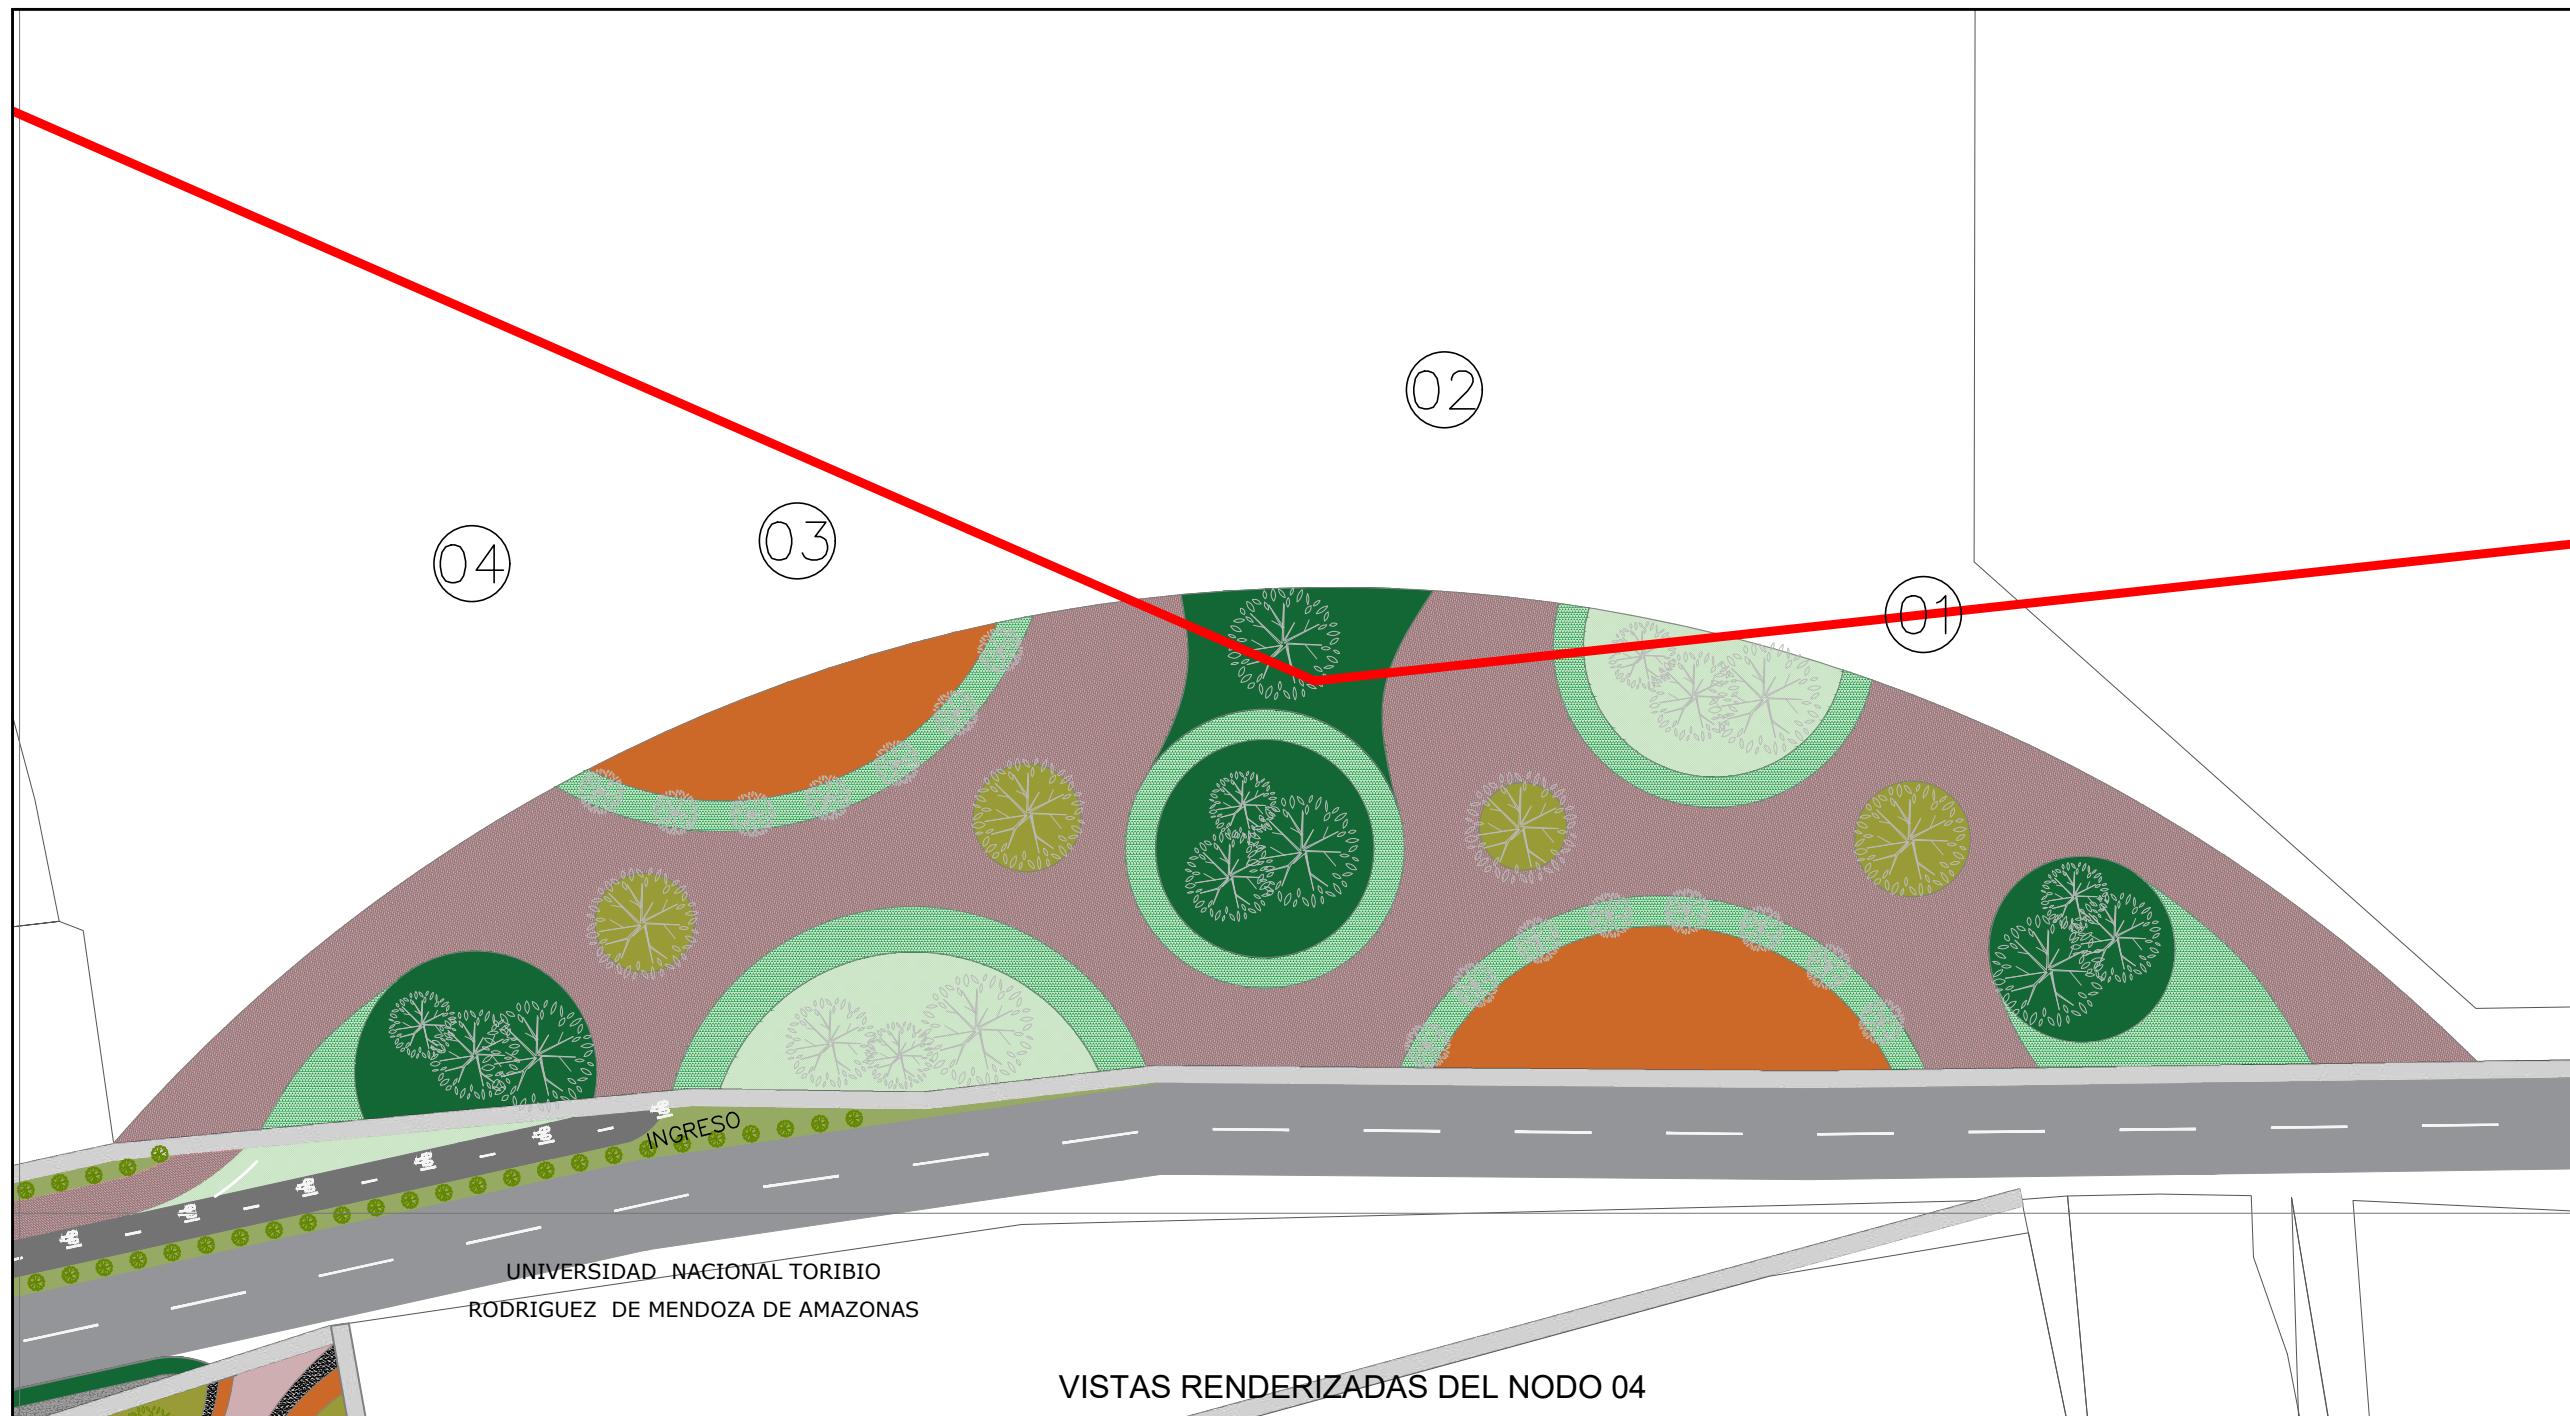 02
03
04
01
INGRESO
UNIVERSIDAD NACIONAL TORIBIO
RODRIGUEZ DE MENDOZA DE AMAZONAS
VISTAS RENDERIZADAS DEL NODO 04